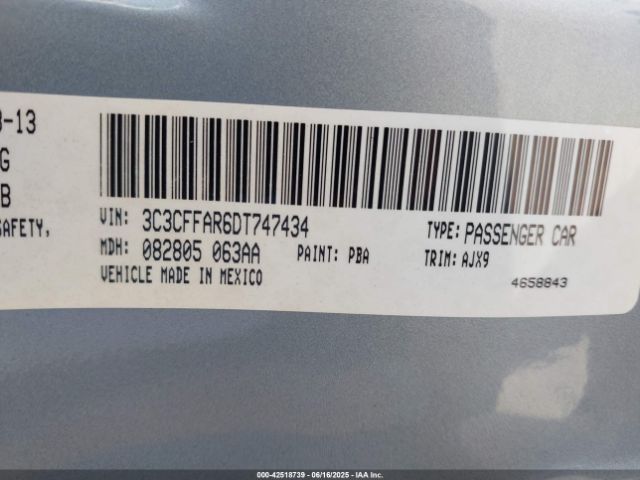 3-13
G
B
SAFETY,
VIN: 3C3CFFAR6DT747434
TYPE: PASSENGER CAR
MDH: 082805 063AA PAINT: PBA TRIM: AJX9
VEHICLE MADE IN MEXICO
4658843
000-42518739 - 06/16/2025 - IAA Inc.